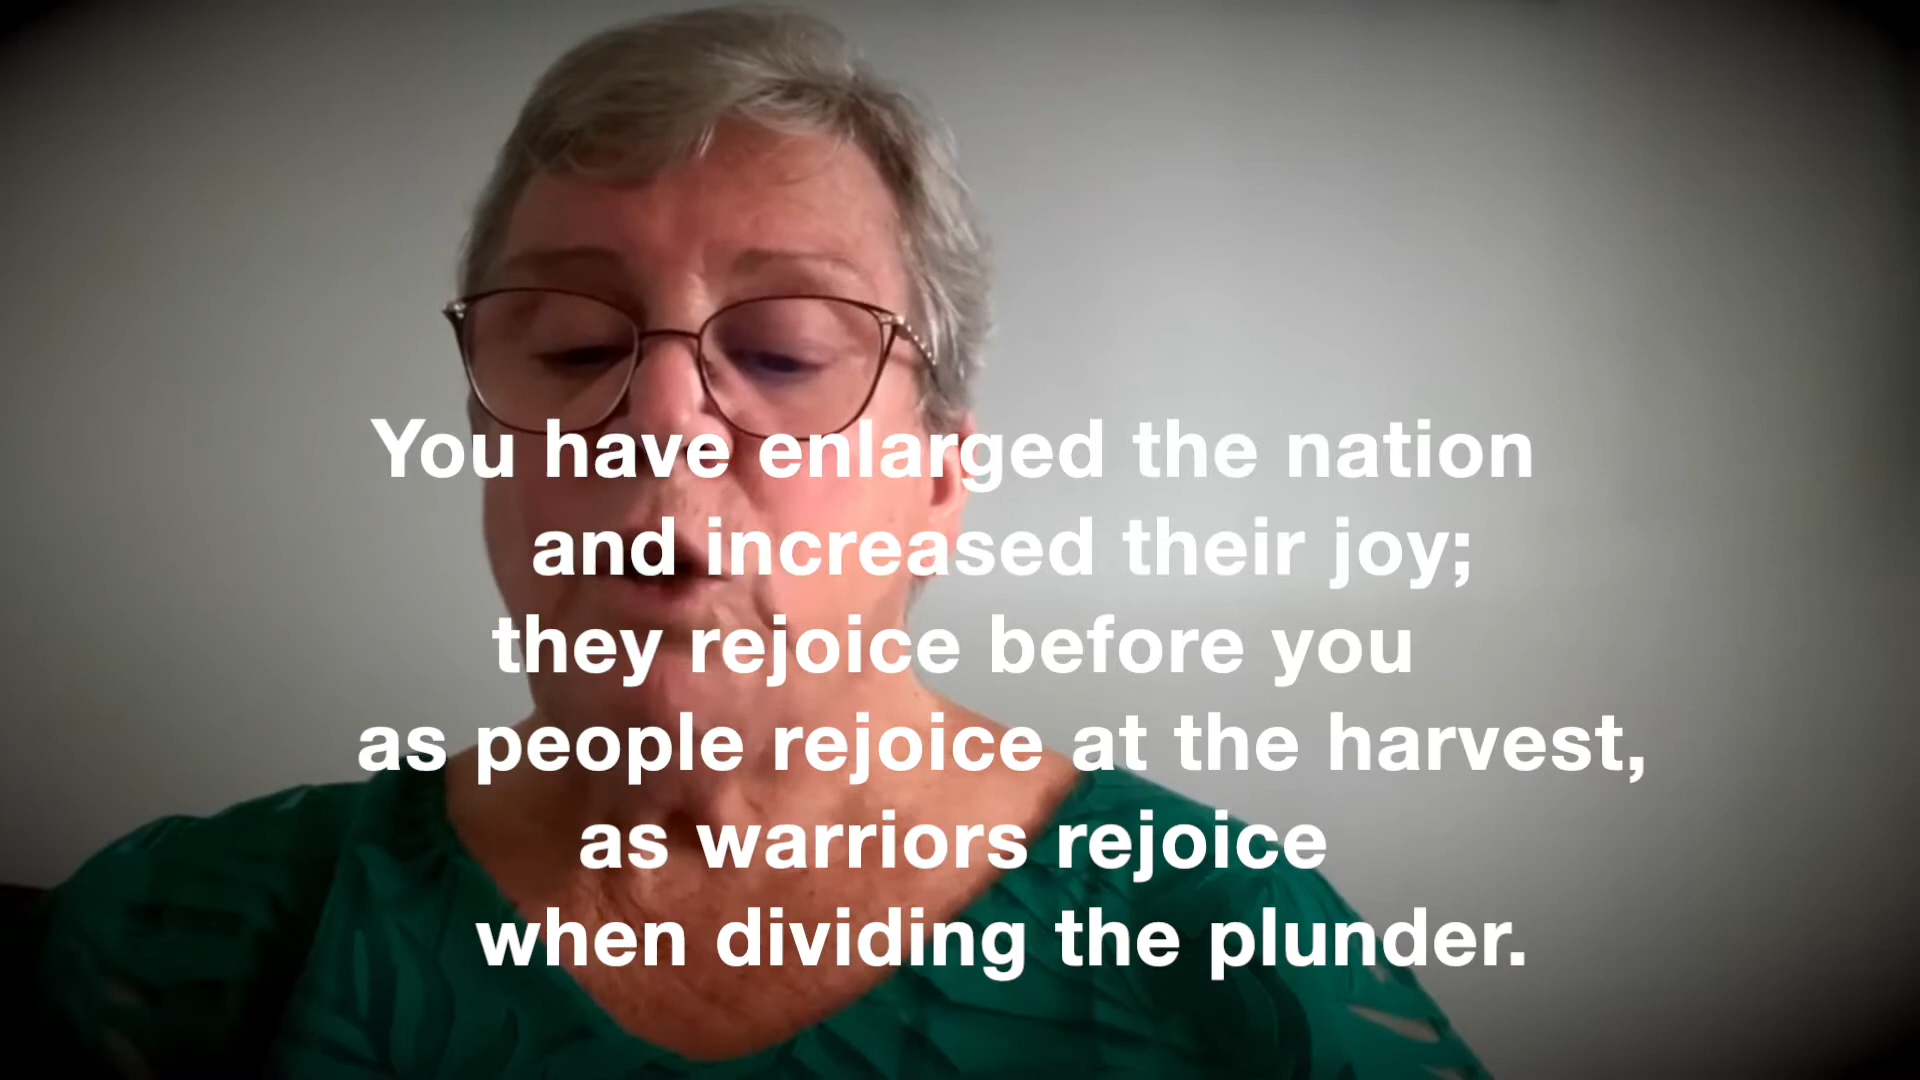 You have enlarged the nation
and increased their joy;
they rejoice before you
as people rejoice at the harvest,
as warriors rejoice
when dividing the plunder.